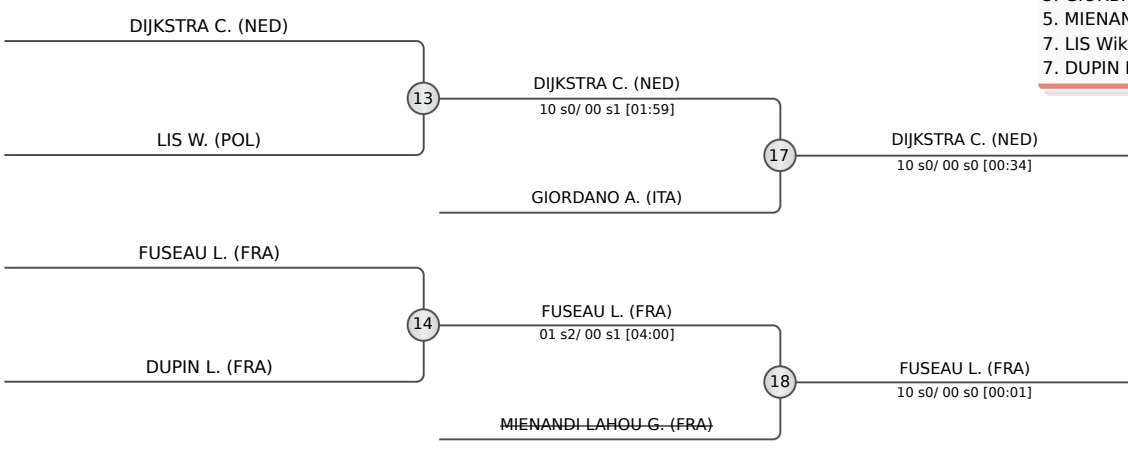 DIJKSTRA C. (NED)
5. MIENAN
7. LIS Wik
7. DUPIN
DIJKSTRA C. (NED)
13
10 s0/ 00 s1 [01:59]
LIS W. (POL)
DIJKSTRA C. (NED)
17
10 s0/ 00 s0 [00:34]
GIORDANO A. (ITA)
FUSEAU L. (FRA)
FUSEAU L. (FRA)
14
01 s2/ 00 s1 [04:00]
DUPIN L. (FRA)
FUSEAU L. (FRA)
18
10 s0/ 00 s0 [00:01]
MIENANDI LAHOU G. (FRA)